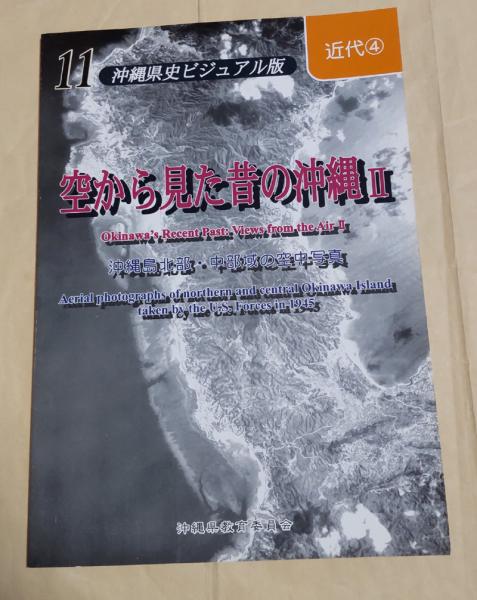 近代④
11 沖縄県史ビジュアル版
空から見た昔の沖縄Ⅱ
Okinawa's Recent Past: Views from the Air Ⅱ
沖縄島北部・中部域の空中写真
Aerial photographs of northern and central Okinawa Island
taken by the U.S. Forces in 1945
沖縄県教育委員会